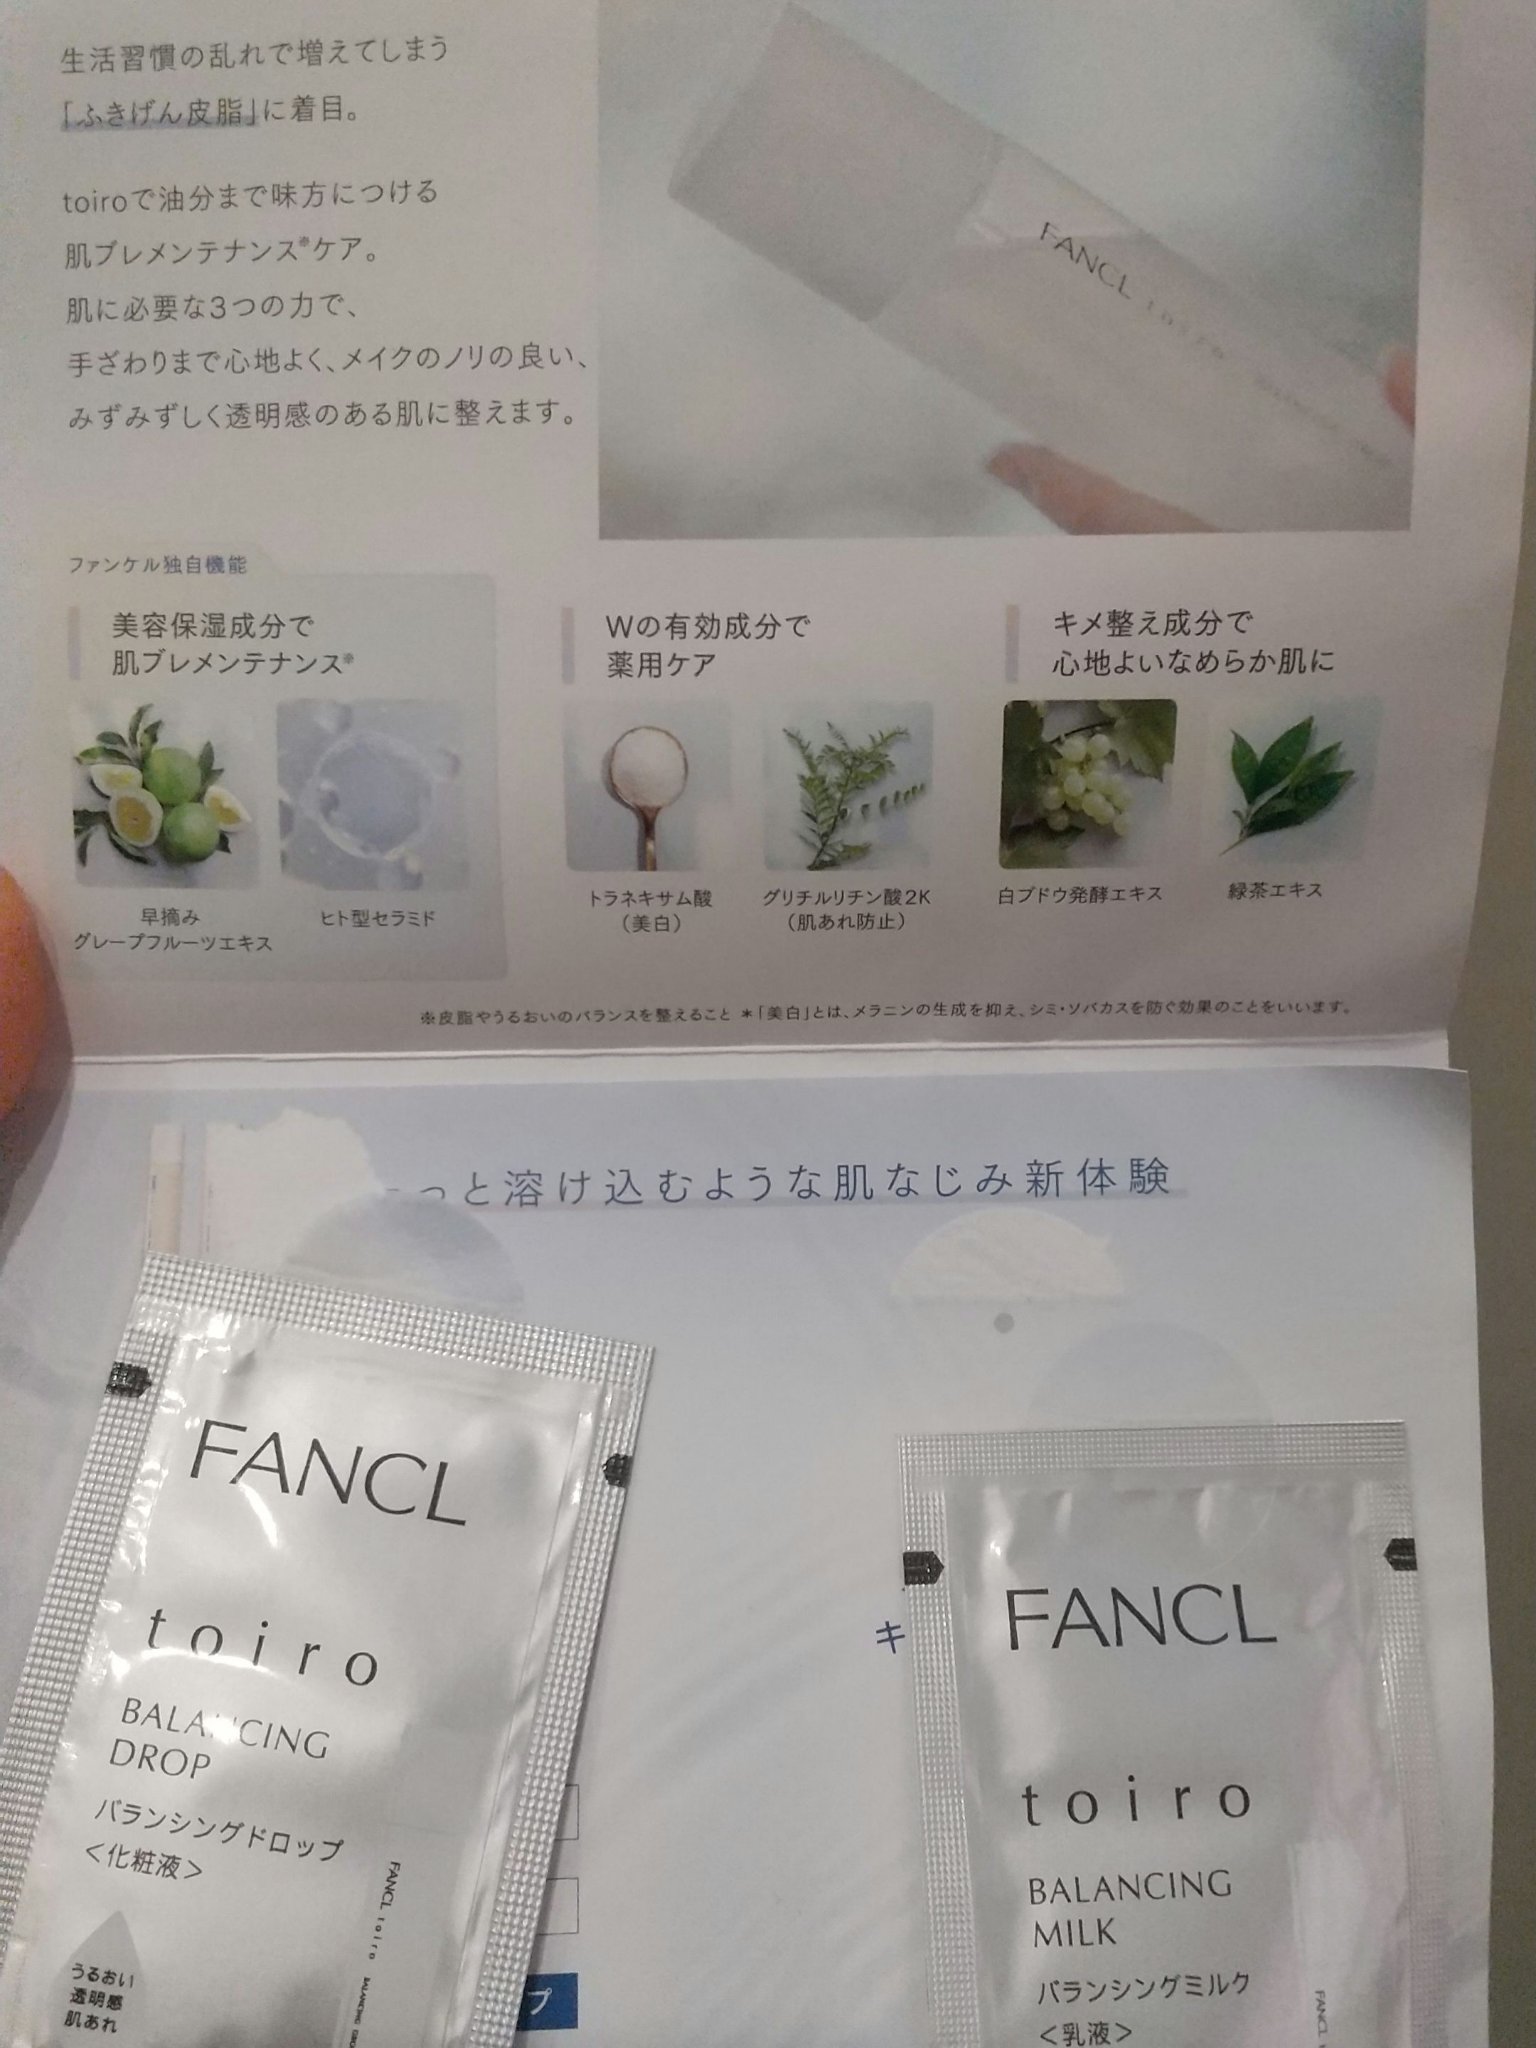 生活習慣の乱れで増えてしまう
「ふきげん皮脂」に着目。
toiroで油分まで味方につける
肌ブレメンテナンス※ケア。
肌に必要な3つの力で、
手ざわりまで心地よく、メイクのノリの良い、
みずみずしく透明感のある肌に整えます。
FANCL toiro
ファンケル独自機能
美容保湿成分で
肌ブレメンテナンス※
早摘み
グレープフルーツエキス
ヒト型セラミド
Wの有効成分で
薬用ケア
トラネキサム酸
（美白）
グリチルリチン酸2K
（肌あれ防止）
キメ整え成分で
心地よいなめらか肌に
白ブドウ発酵エキス
緑茶エキス
※皮脂やうるおいのバランスを整えること ＊「美白」とは、メラニンの生成を抑え、シミ・ソバカスを防ぐ効果のことをいいます。
っと溶け込むような肌なじみ新体験
FANCL
toiro
BALANCING
DROP
バランシングドロップ
＜化粧液＞
うるおい
透明感
肌あれ
FANCL toiro
プ
キ
FANCL
toiro
BALANCING
MILK
バランシングミルク
＜乳液＞
FANCL